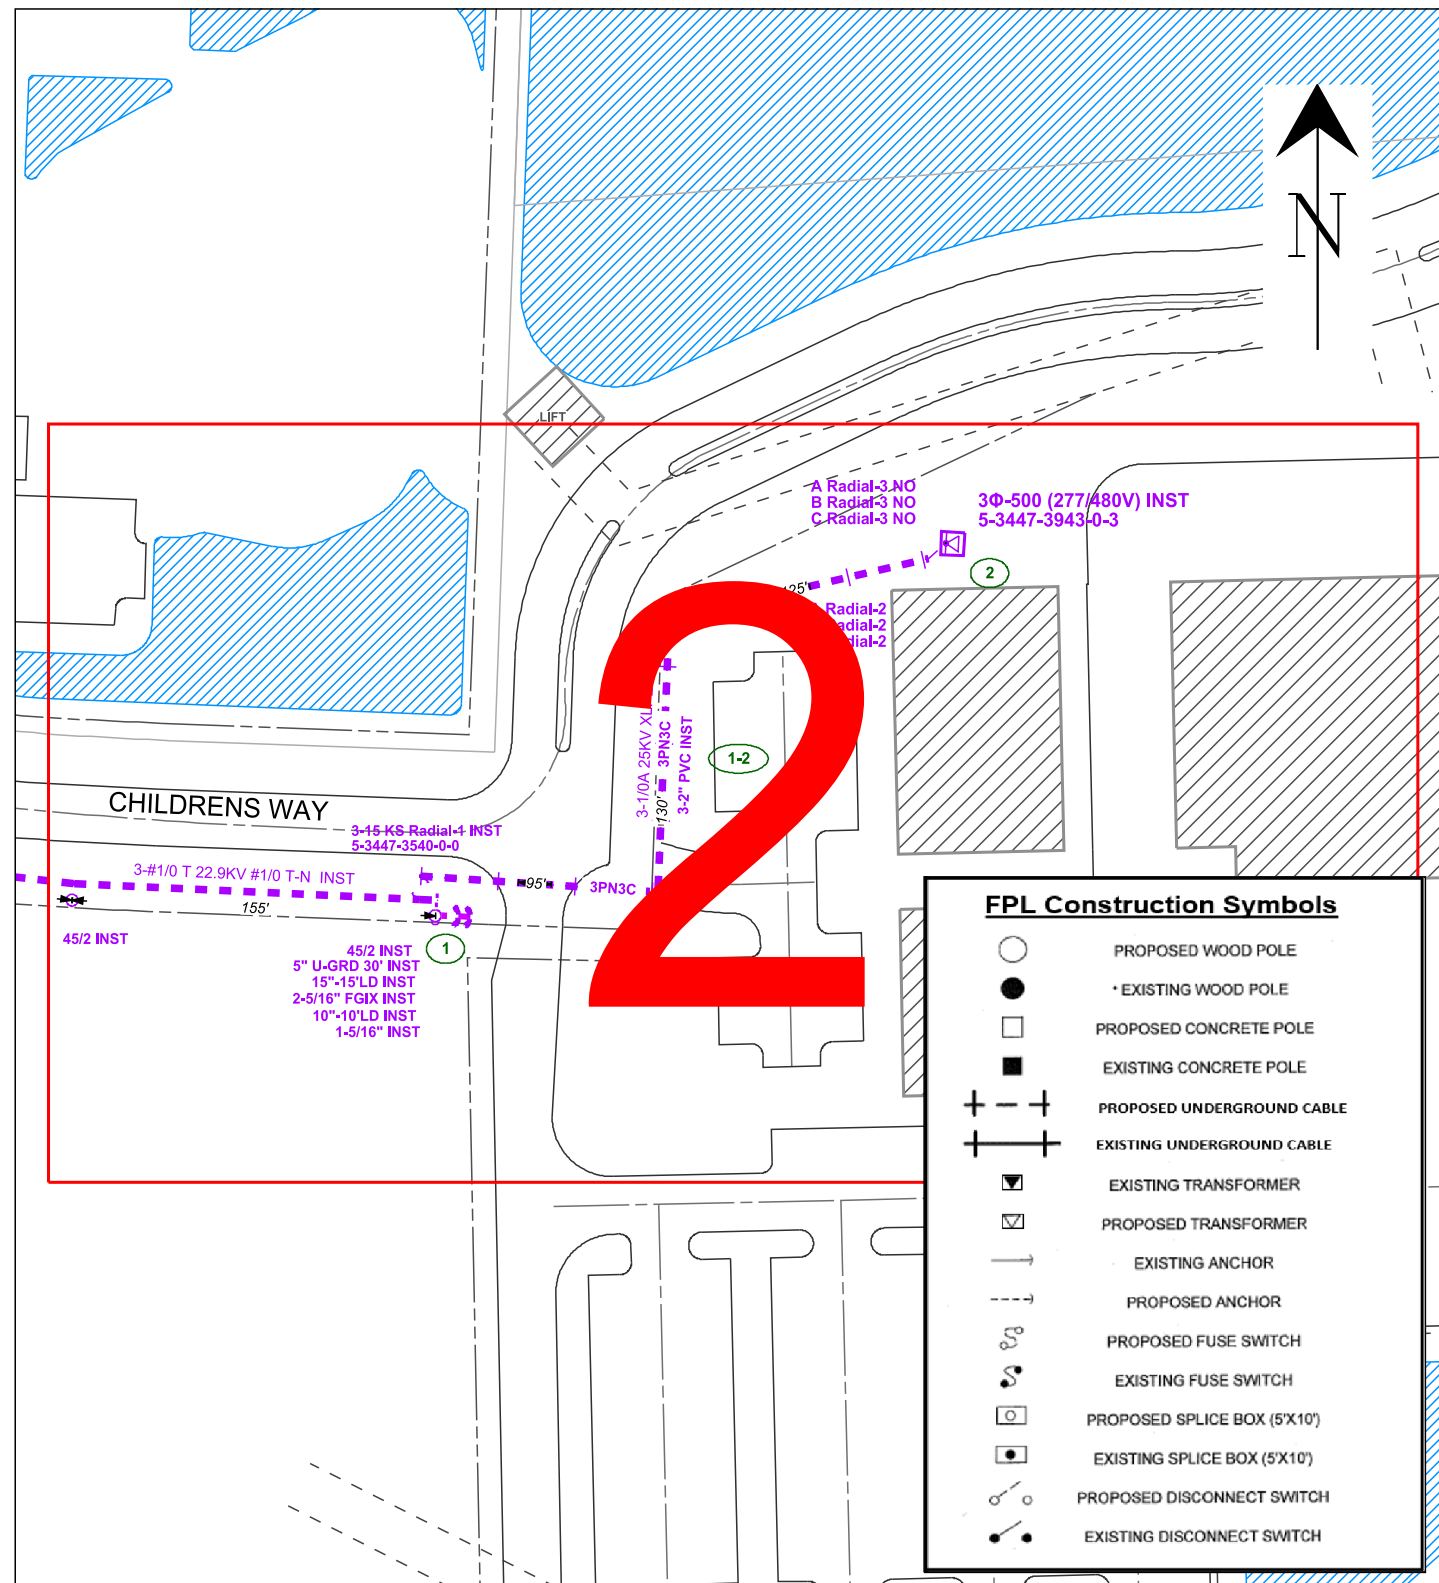 N
LIFT
A Radial-3 NO
B Radial-3 NO
C Radial-3 NO
3Φ-500 (277/480V) INST
5-3447-3943-0-3
2
125'
Radial-2
Radial-2
Radial-2
2
3-1/0A 25KV
3PN3C
130'
3-2" PVC INST
1-2
CHILDRENS WAY
3-15 KS Radial-1 INST
5-3447-3540-0-0
3-#1/0 T 22.9KV #1/0 T-N INST
95'
3PN3C
155'
45/2 INST
1
45/2 INST
5" U-GRD 30' INST
15"-15'LD INST
2-5/16" FGIX INST
10"-10'LD INST
1-5/16" INST
FPL Construction Symbols
PROPOSED WOOD POLE
EXISTING WOOD POLE
PROPOSED CONCRETE POLE
EXISTING CONCRETE POLE
PROPOSED UNDERGROUND CABLE
EXISTING UNDERGROUND CABLE
EXISTING TRANSFORMER
PROPOSED TRANSFORMER
EXISTING ANCHOR
PROPOSED ANCHOR
PROPOSED FUSE SWITCH
EXISTING FUSE SWITCH
PROPOSED SPLICE BOX (5'X10')
EXISTING SPLICE BOX (5'X10')
PROPOSED DISCONNECT SWITCH
EXISTING DISCONNECT SWITCH